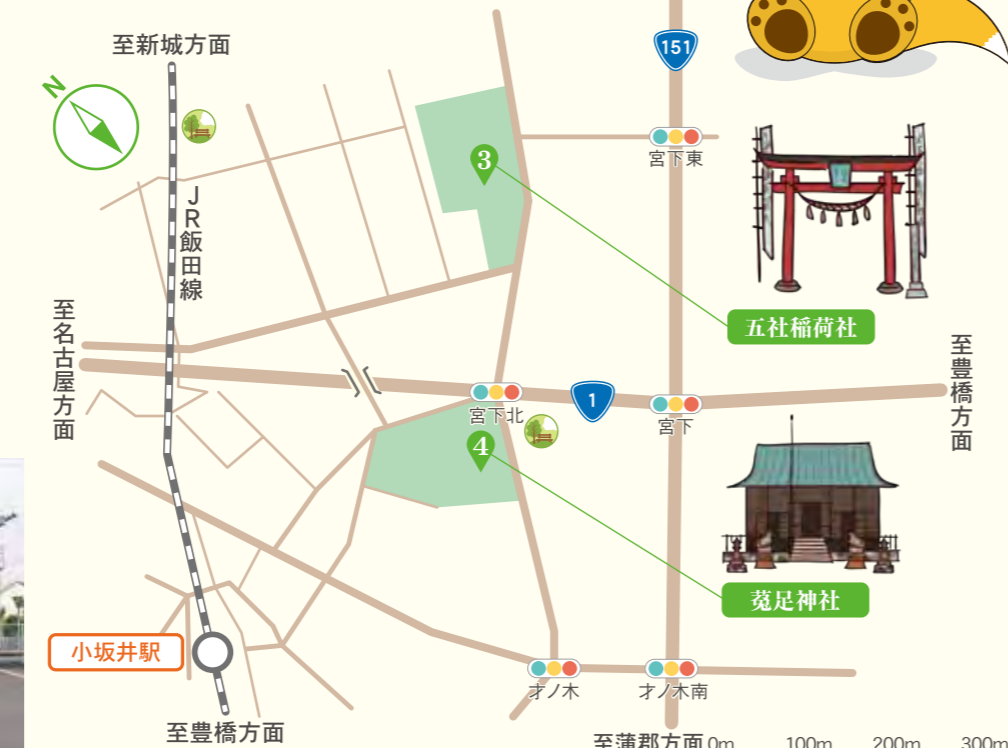 至新城方面
151
N
3
宮下東
JR飯田線
五社稲荷社
至名古屋方面
至豊橋方面
宮下北
1
宮下
4
菟足神社
小坂井駅
才ノ木
才ノ木南
至豊橋方面
至蒲郡方面
0m 100m 200m 300m